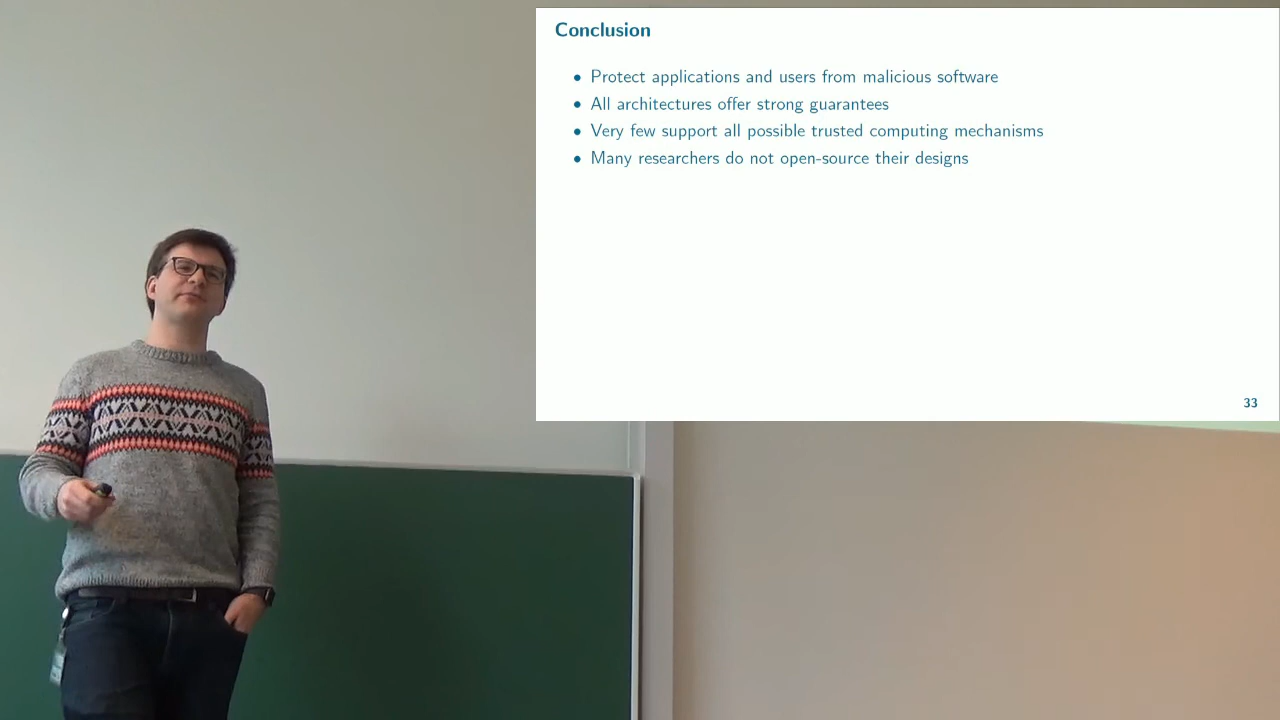 Conclusion
• Protect applications and users from malicious software
• All architectures offer strong guarantees
• Very few support all possible trusted computing mechanisms
• Many researchers do not open-source their designs
33